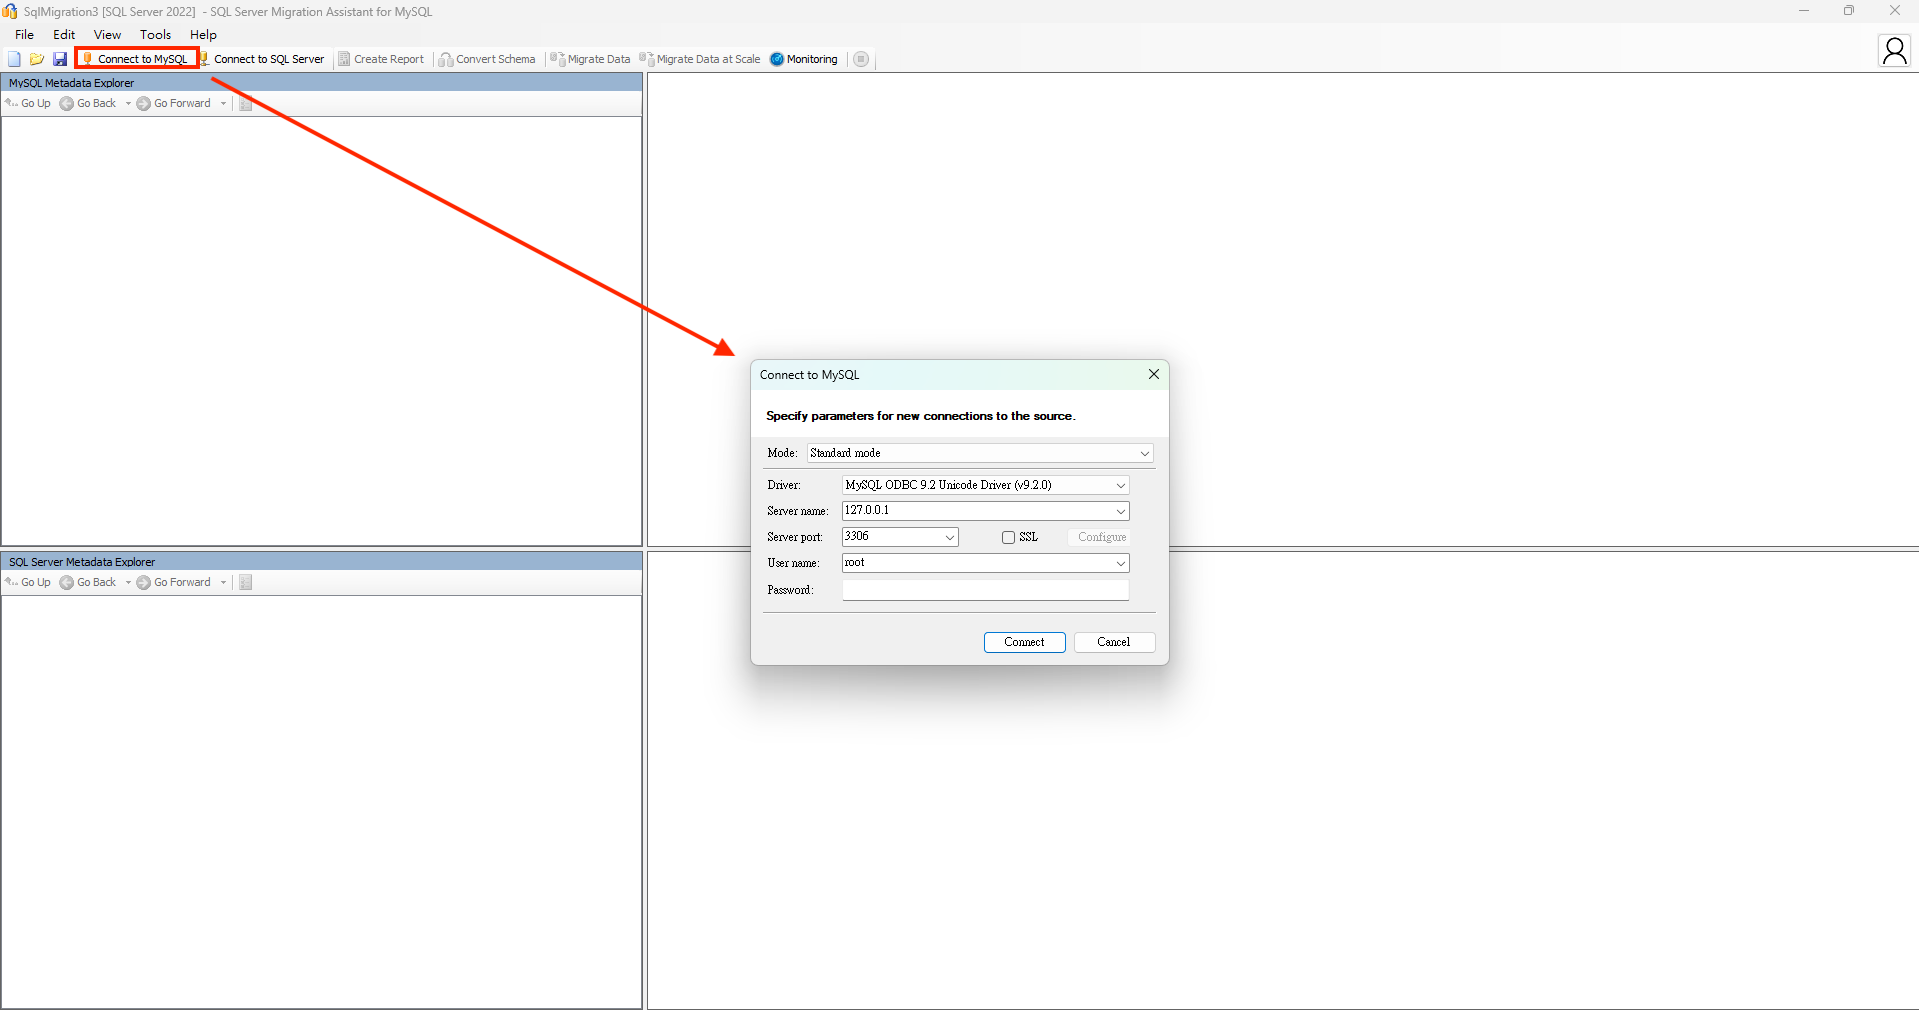 SqlMigration3 [SQL Server 2022]  - SQL Server Migration Assistant for MySQL
File Edit View Tools Help
Connect to MySQL Connect to SQL Server Create Report Convert Schema Migrate Data Migrate Data at Scale Monitoring
MySQL Metadata Explorer
Go Up Go Back Go Forward
Connect to MySQL
Specify parameters for new connections to the source.
Mode: Standard mode
Driver: MySQL ODBC 9.2 Unicode Driver (v9.2.0)
Server name: 127.0.0.1
Server port: 3306 SSL Configure
User name: root
Password:
Connect Cancel
SQL Server Metadata Explorer
Go Up Go Back Go Forward